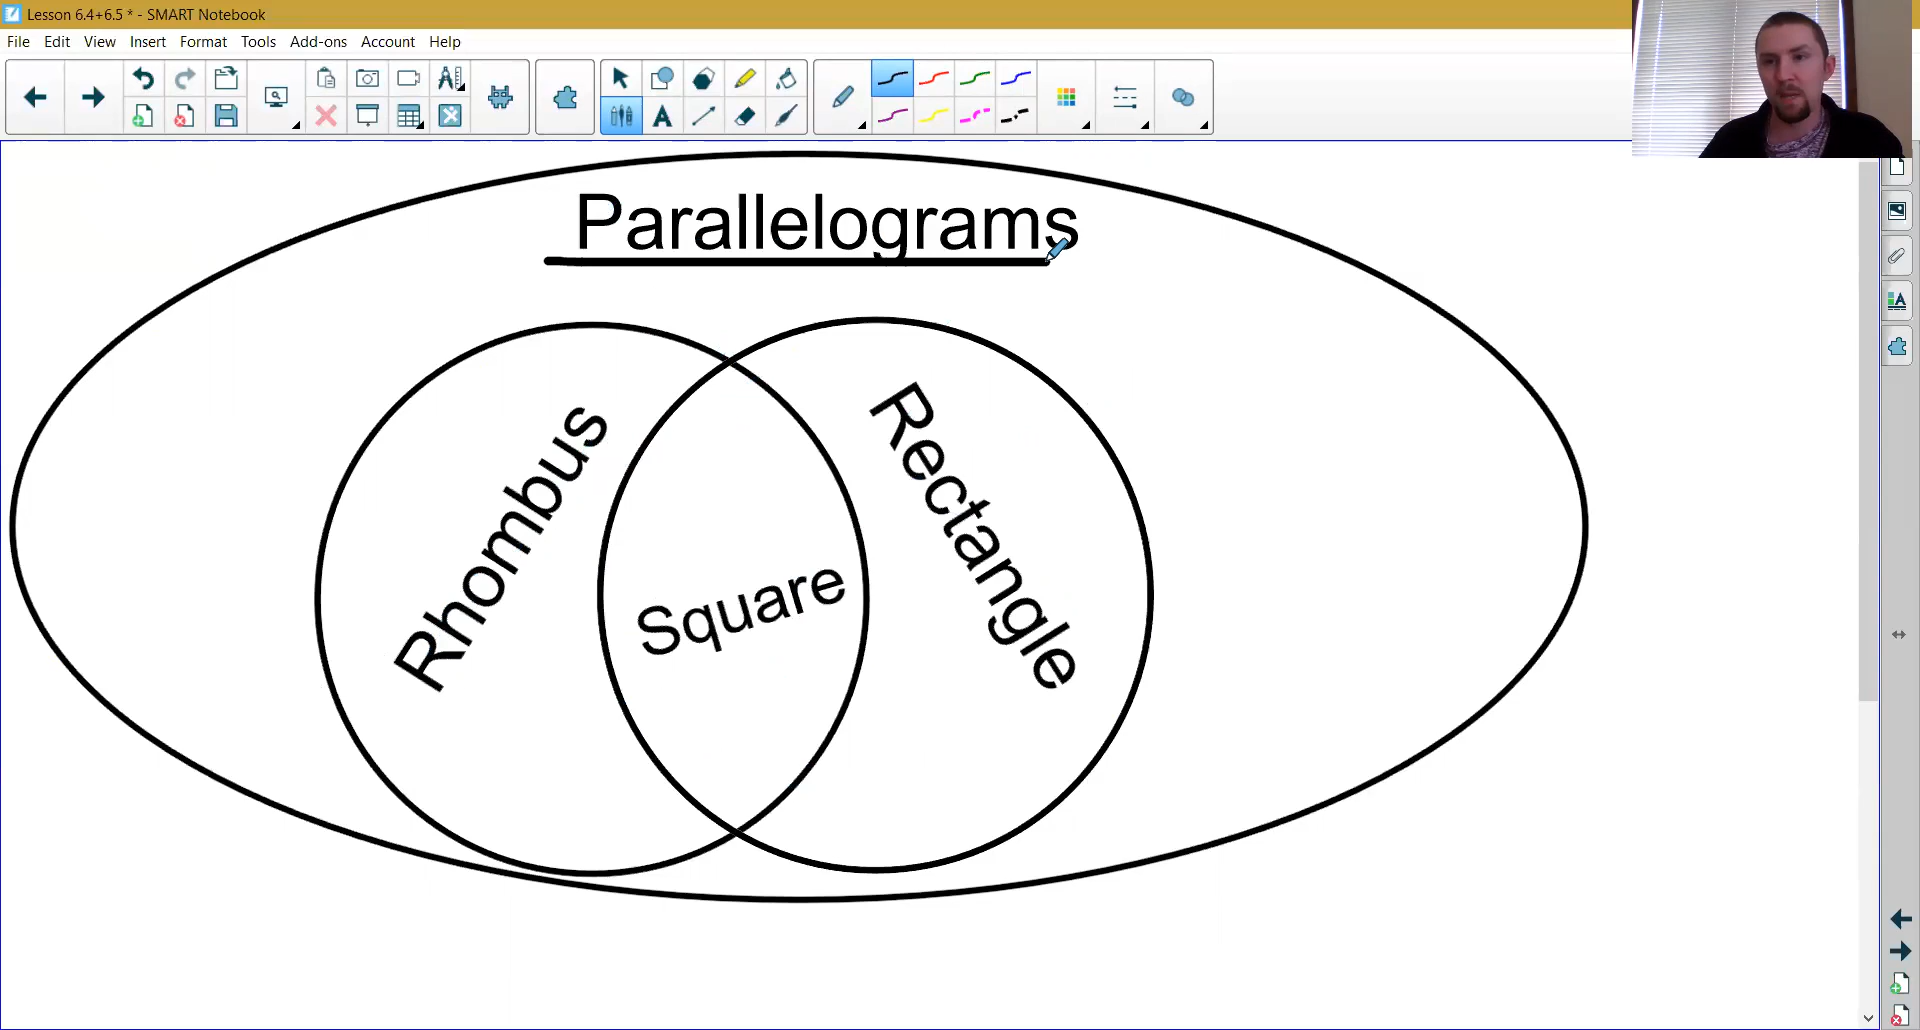 Lesson 6.4+6.5 * - SMART Notebook
File Edit View Insert Format Tools Add-ons Account Help
Parallelograms
Rhombus
Square
Rectangle